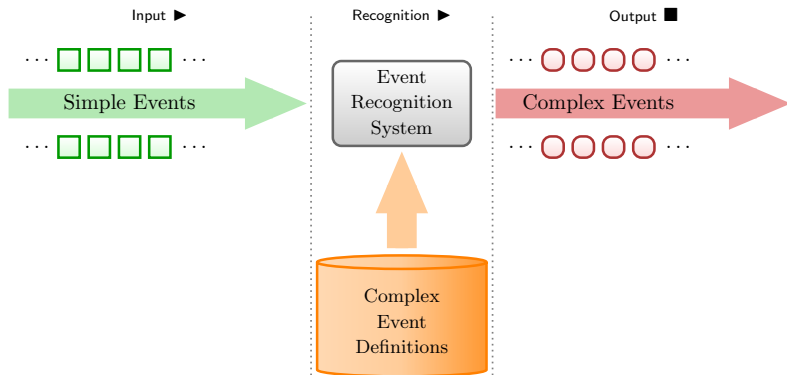 Input ▶
Recognition ▶
Output ■
··· ···
Simple Events
··· ···
Event
Recognition
System
··· ···
Complex Events
··· ···
Complex
Event
Definitions